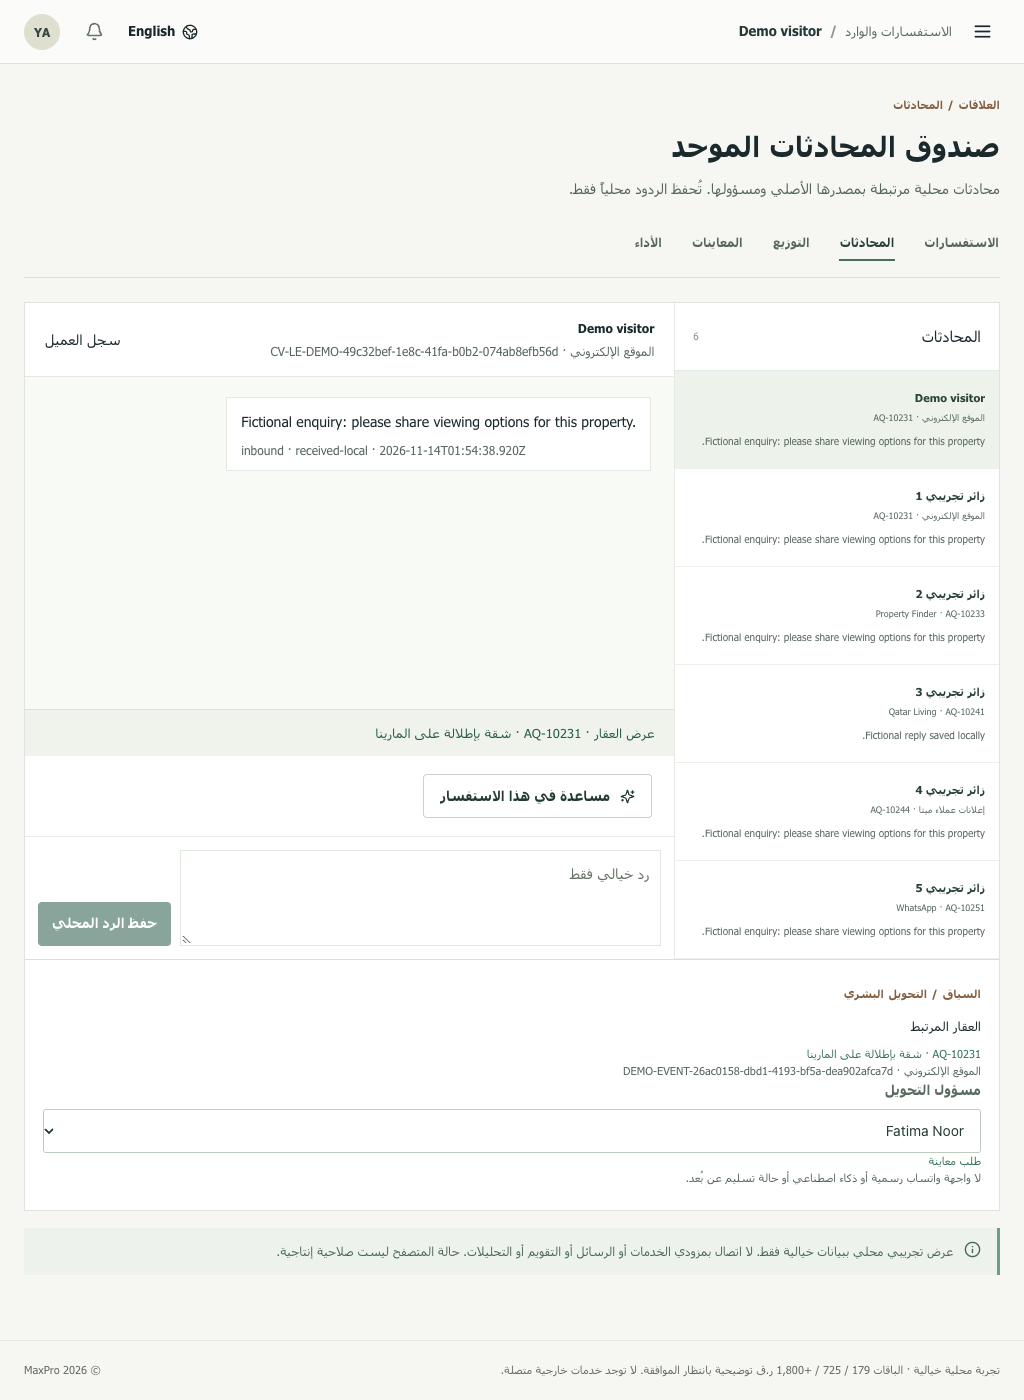 الاستفسارات والوارد / Demo visitor
English
YA
العلاقات / المحادثات
صندوق المحادثات الموحد
محادثات محلية مرتبطة بمصدرها الأصلي ومسؤولها. تُحفظ الردود محلياً فقط.
الاستفسارات
المحادثات
التوزيع
المعاينات
الأداء
المحادثات
6
Demo visitor
الموقع الإلكتروني · AQ-10231
Fictional enquiry: please share viewing options for this property.
زائر تجريبي 1
الموقع الإلكتروني · AQ-10231
Fictional enquiry: please share viewing options for this property.
زائر تجريبي 2
Property Finder · AQ-10233
Fictional enquiry: please share viewing options for this property.
زائر تجريبي 3
Qatar Living · AQ-10241
Fictional reply saved locally.
زائر تجريبي 4
إعلانات عملاء ميتا · AQ-10244
Fictional enquiry: please share viewing options for this property.
زائر تجريبي 5
WhatsApp · AQ-10251
Fictional enquiry: please share viewing options for this property.
Demo visitor
الموقع الإلكتروني · CV-LE-DEMO-49c32bef-1e8c-41fa-b0b2-074ab8efb56d
سجل العميل
Fictional enquiry: please share viewing options for this property.
inbound · received-local · 2026-11-14T01:54:38.920Z
عرض العقار · AQ-10231 · شقة بإطلالة على المارينا
مساعدة في هذا الاستفسار
رد خيالي فقط
حفظ الرد المحلي
السياق / التحويل البشري
العقار المرتبط
AQ-10231 · شقة بإطلالة على المارينا
الموقع الإلكتروني · DEMO-EVENT-26ac0158-dbd1-4193-bf5a-dea902afca7d
مسؤول التحويل
Fatima Noor
طلب معاينة
لا واجهة واتساب رسمية أو ذكاء اصطناعي أو حالة تسليم عن بُعد.
عرض تجريبي محلي ببيانات خيالية فقط. لا اتصال بمزودي الخدمات أو الرسائل أو التقويم أو التحليلات. حالة المتصفح ليست صلاحية إنتاجية.
تجربة محلية خيالية · الباقات 179 / 725 / +1,800 ر.ق توضيحية بانتظار الموافقة. لا توجد خدمات خارجية متصلة.
© 2026 MaxPro